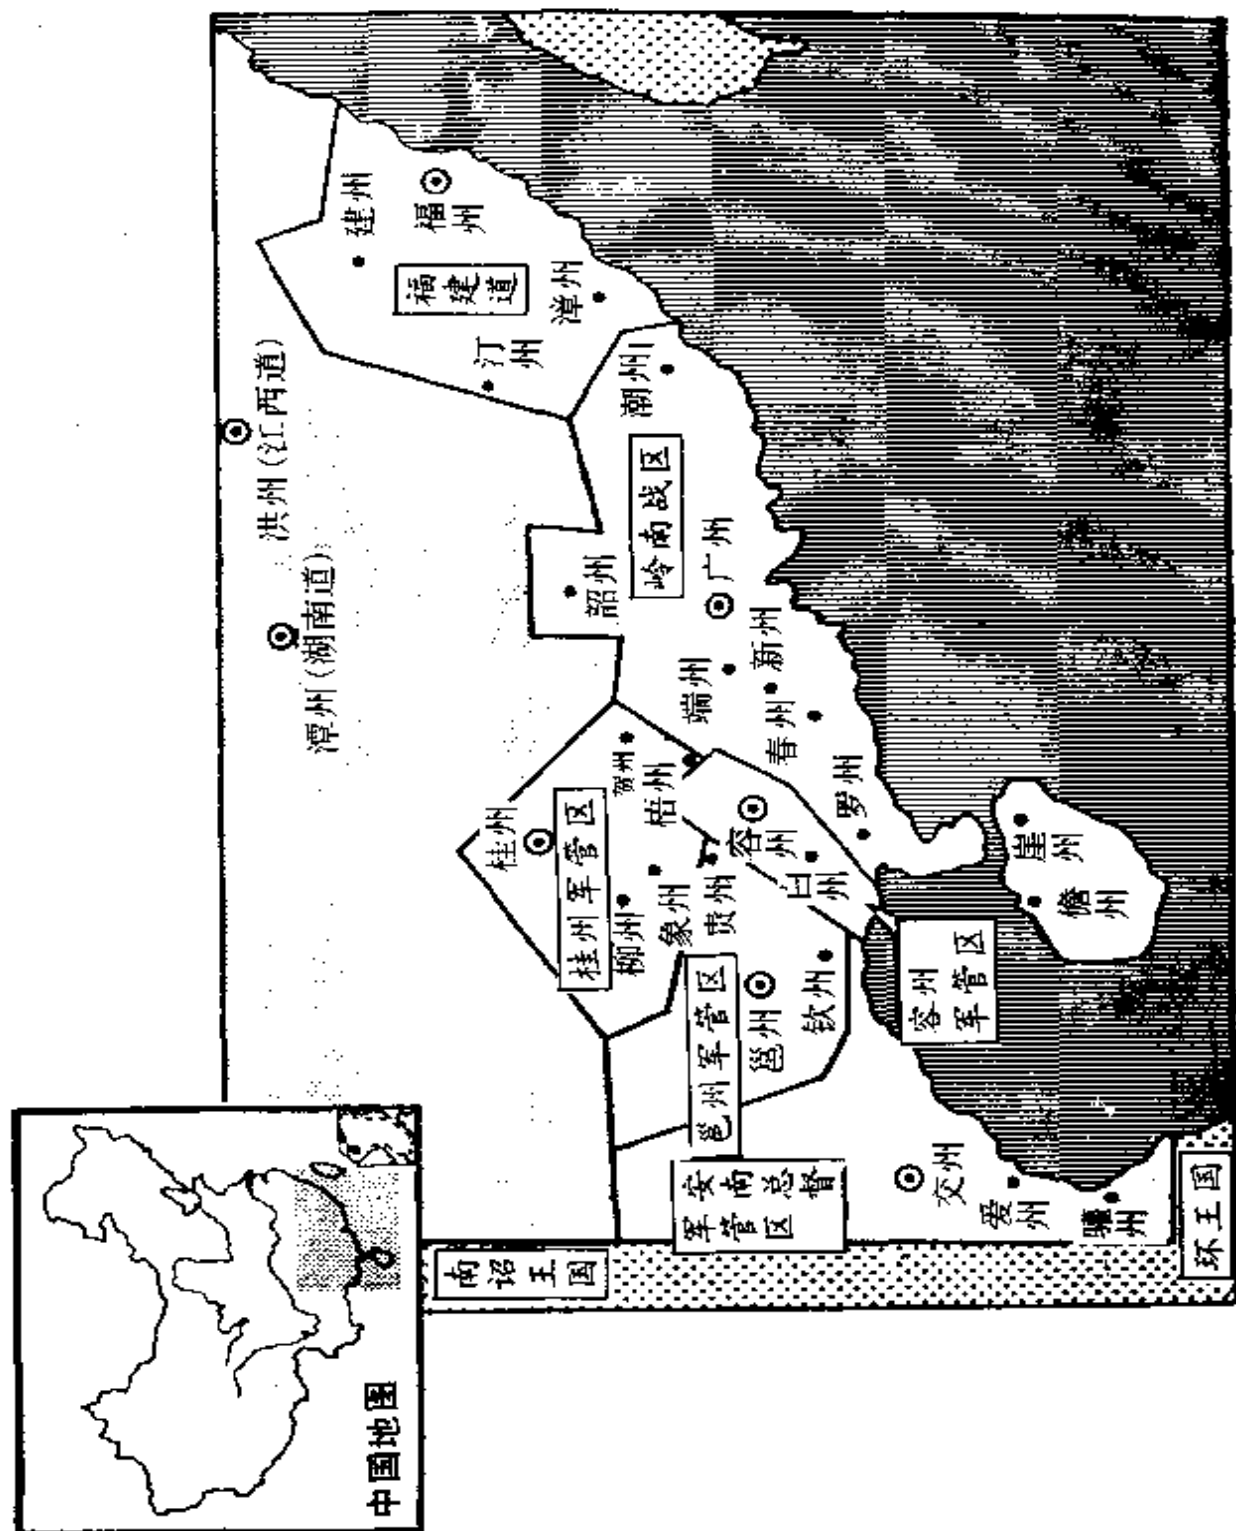 洪州(江西道)
潭州(湖南道)
建州
福州
福建道
汀州
漳州
潮州
岭南战区
韶州
广州
端州
新州
春州
罗州
桂州
桂州军管区
贺州
梧州
柳州
象州
贵州
容州
白州
容州
军管区
邕州军管区
邕州
钦州
崖州
儋州
安南总督
军管区
交州
爱州
驩州
南诏王国
环王国
中国地图